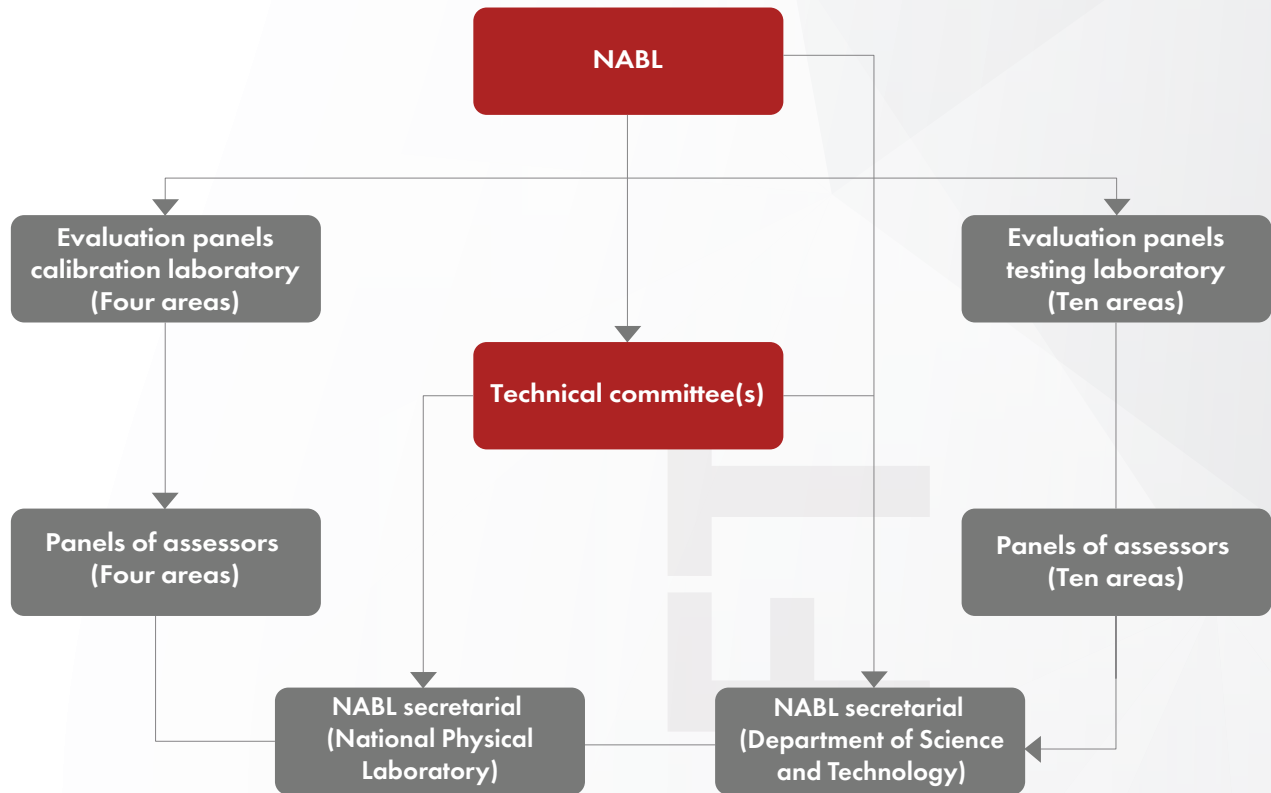 NABL
Evaluation panels
calibration laboratory
(Four areas)
Evaluation panels
testing laboratory
(Ten areas)
Technical committee(s)
Panels of assessors
(Four areas)
Panels of assessors
(Ten areas)
NABL secretarial
(National Physical
Laboratory)
NABL secretarial
(Department of Science
and Technology)